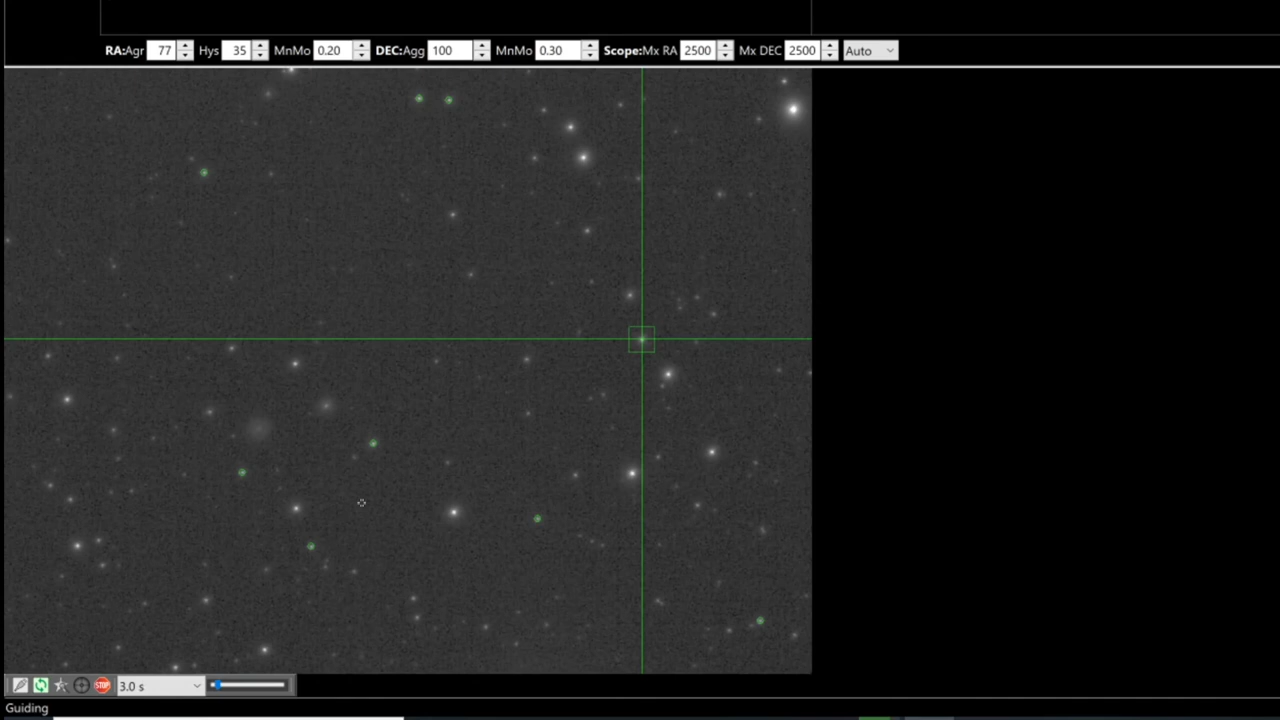 RA:Agr 77 Hys 35 MnMo 0.20 DEC:Agg 100 MnMo 0.30 Scope:Mx RA 2500 Mx DEC 2500 Auto
STOP 3.0 s
Guiding